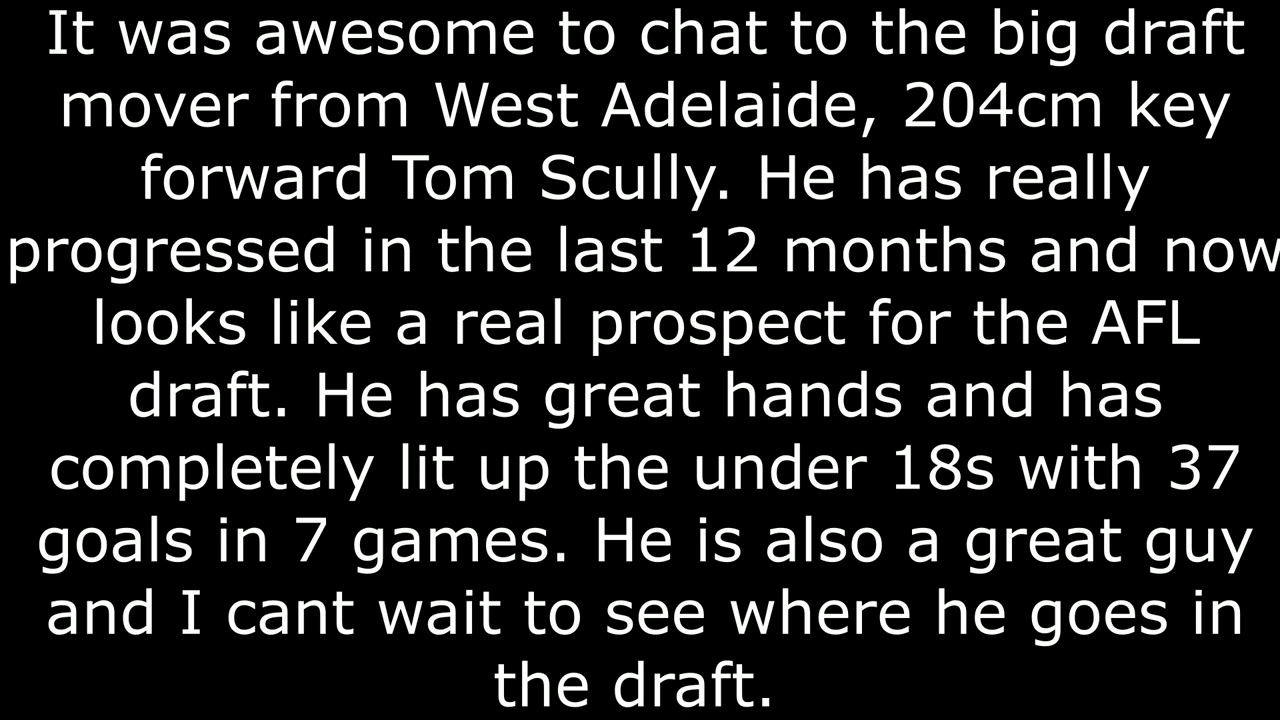 It was awesome to chat to the big draft
mover from West Adelaide, 204cm key
forward Tom Scully. He has really
progressed in the last 12 months and now
looks like a real prospect for the AFL
draft. He has great hands and has
completely lit up the under 18s with 37
goals in 7 games. He is also a great guy
and I cant wait to see where he goes in
the draft.